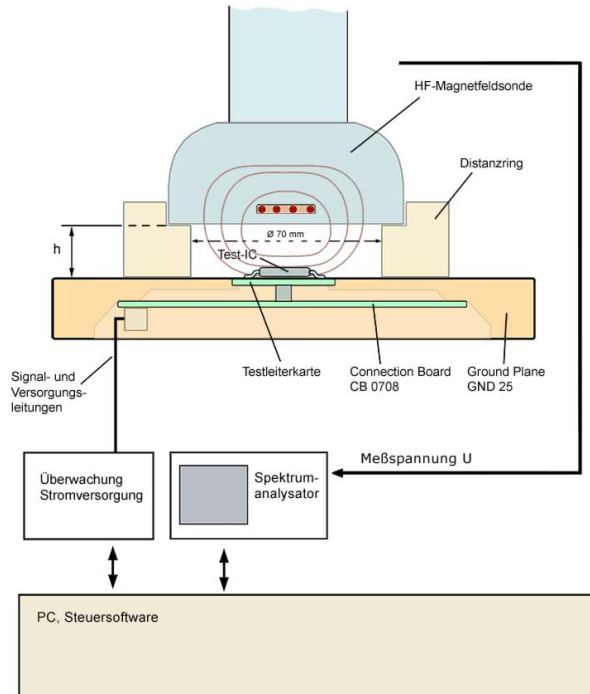 HF-Magnetfeldsonde
Distanzring
h
Ø 70 mm
Test-IC
Signal- und
Versorgungs-
leitungen
Testleiterkarte
Connection Board
CB 0708
Ground Plane
GND 25
Meßspannung U
Überwachung
Stromversorgung
Spektrum-
analysator
PC, Steuersoftware